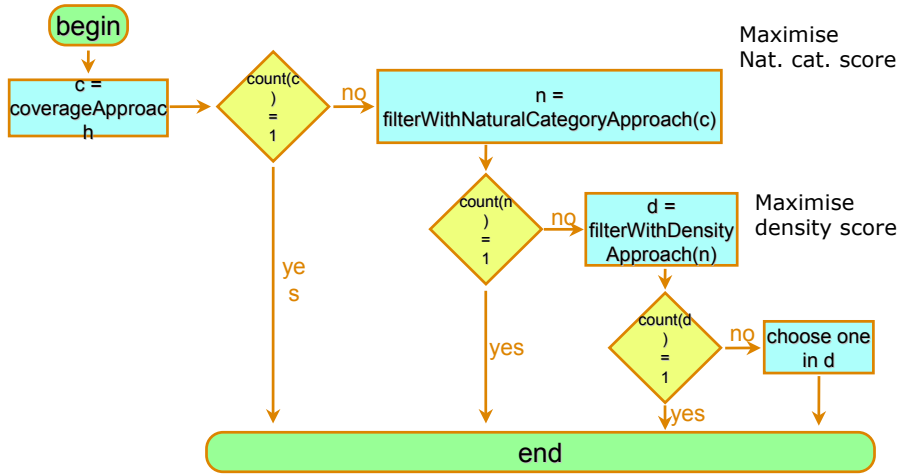 begin
Maximise
Nat. cat. score
c =
coverageApproac
h
count(c
)
=
1
no
n =
filterWithNaturalCategoryApproach(c)
count(n
)
=
1
no
d =
filterWithDensity
Approach(n)
Maximise
density score
ye
s
yes
count(d
)
=
1
no
choose one
in d
yes
end